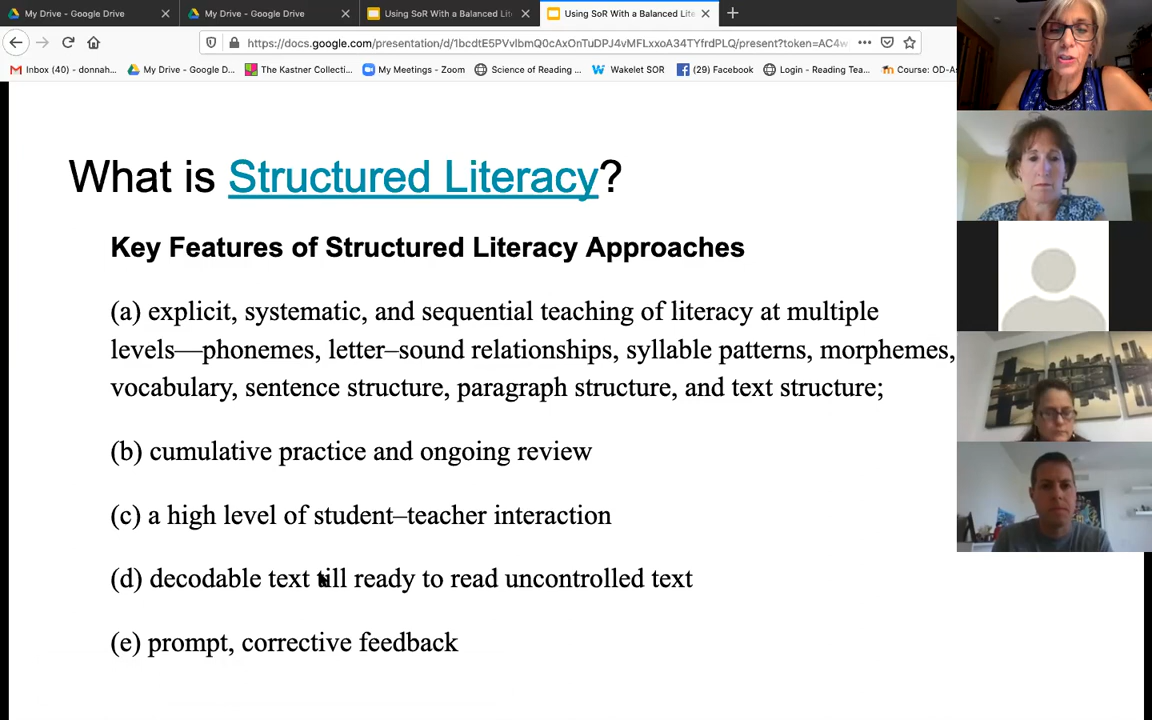 My Drive - Google Drive
My Drive - Google Drive
Using SoR With a Balanced Lite
Using SoR With a Balanced Lite
https://docs.google.com/presentation/d/1bcdtE5PVvlbmQ0cAxOnTuDPJ4vMFLxxoA34TYfrdPLQ/present?token=AC4w
Inbox (40) - donnah...
My Drive - Google D...
The Kastner Collecti...
My Meetings - Zoom
Science of Reading ...
Wakelet SOR
(29) Facebook
Login - Reading Tea...
Course: OD-As
What is Structured Literacy?
Key Features of Structured Literacy Approaches
(a) explicit, systematic, and sequential teaching of literacy at multiple
levels—phonemes, letter–sound relationships, syllable patterns, morphemes,
vocabulary, sentence structure, paragraph structure, and text structure;
(b) cumulative practice and ongoing review
(c) a high level of student–teacher interaction
(d) decodable text till ready to read uncontrolled text
(e) prompt, corrective feedback